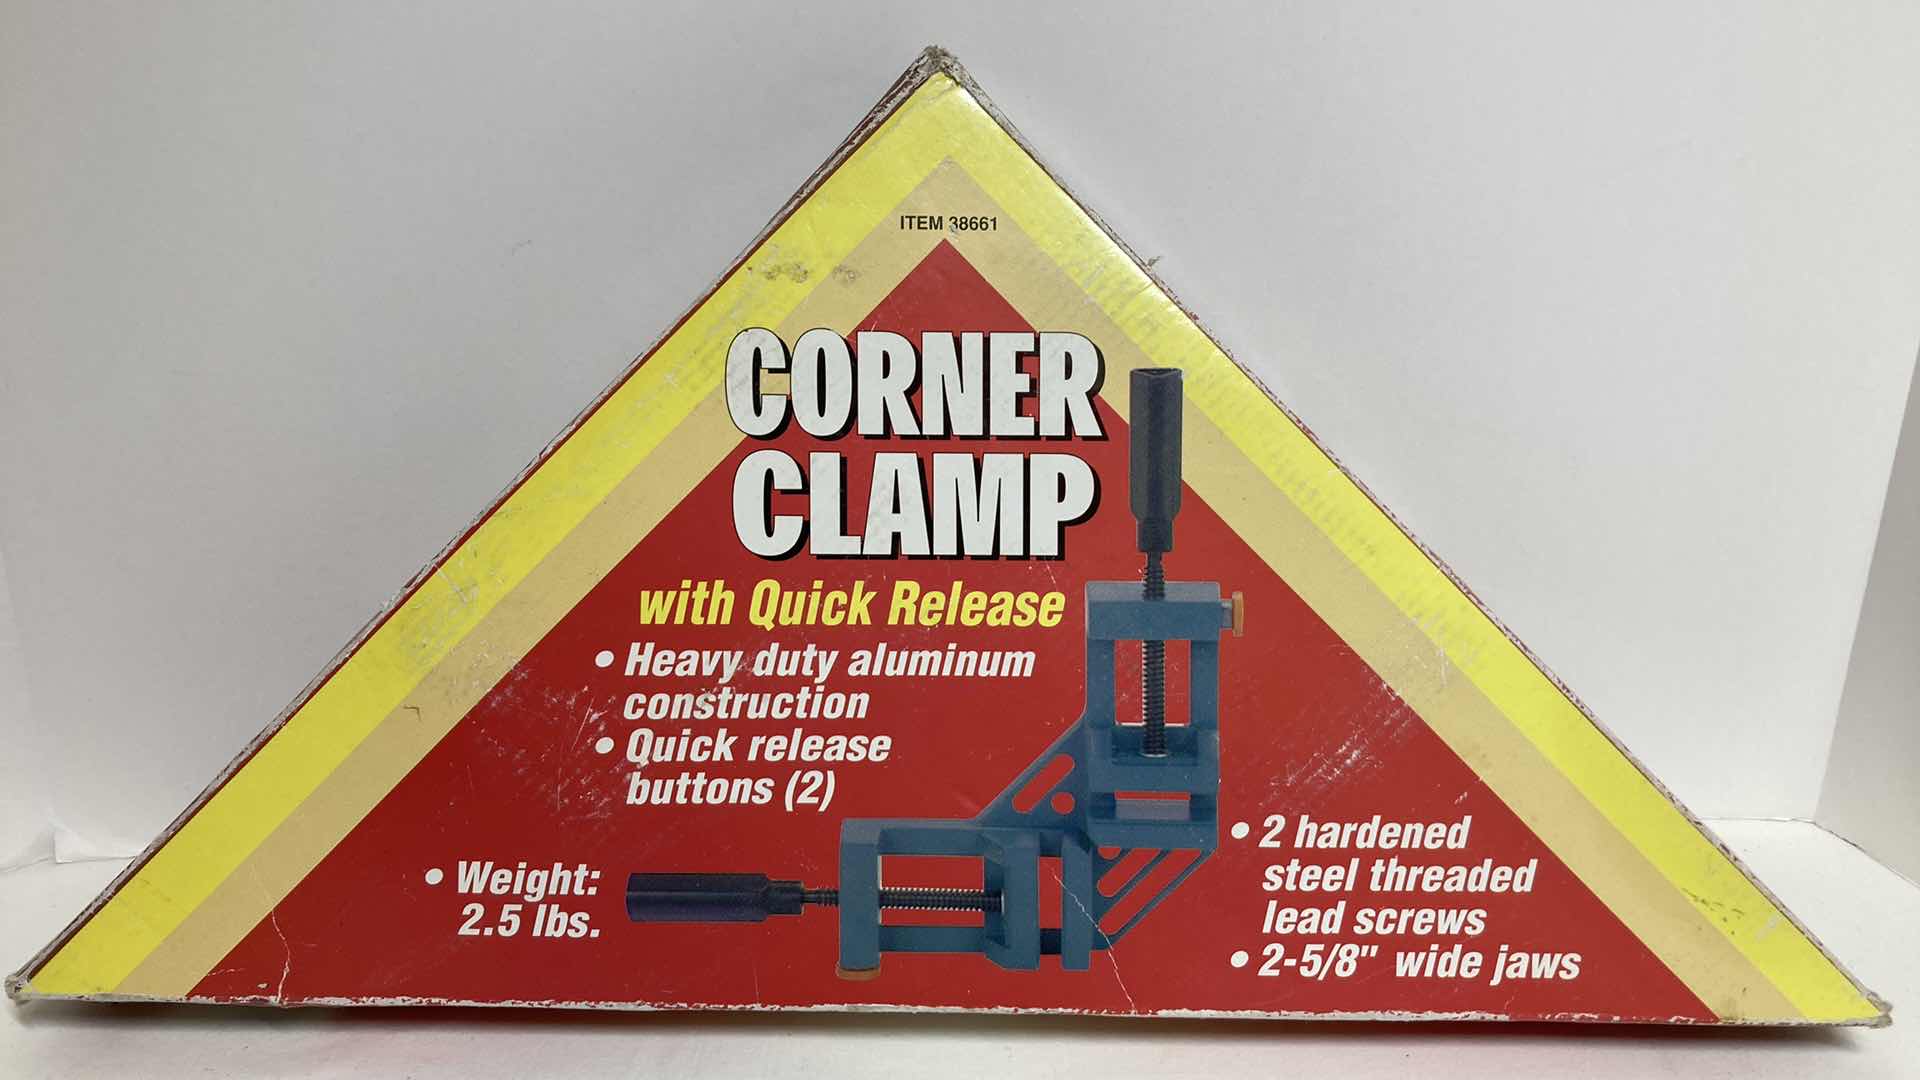 ITEM 38661
CORNER
CLAMP
with Quick Release
• Heavy duty aluminum
construction
• Quick release
buttons (2)
• Weight:
2.5 lbs.
• 2 hardened
steel threaded
lead screws
• 2-5/8" wide jaws